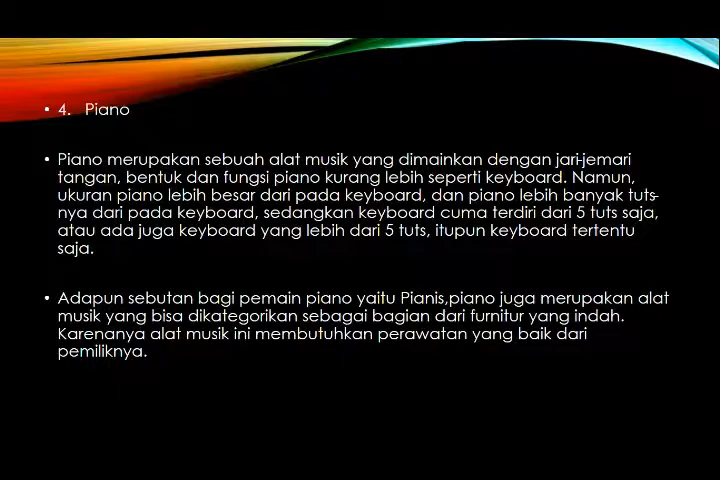 • 4. Piano
• Piano merupakan sebuah alat musik yang dimainkan dengan jari-jemari
tangan, bentuk dan fungsi piano kurang lebih seperti keyboard. Namun,
ukuran piano lebih besar dari pada keyboard, dan piano lebih banyak tuts-
nya dari pada keyboard, sedangkan keyboard cuma terdiri dari 5 tuts saja,
atau ada juga keyboard yang lebih dari 5 tuts, itupun keyboard tertentu
saja.
• Adapun sebutan bagi pemain piano yaitu Pianis,piano juga merupakan alat
musik yang bisa dikategorikan sebagai bagian dari furnitur yang indah.
Karenanya alat musik ini membutuhkan perawatan yang baik dari
pemiliknya.